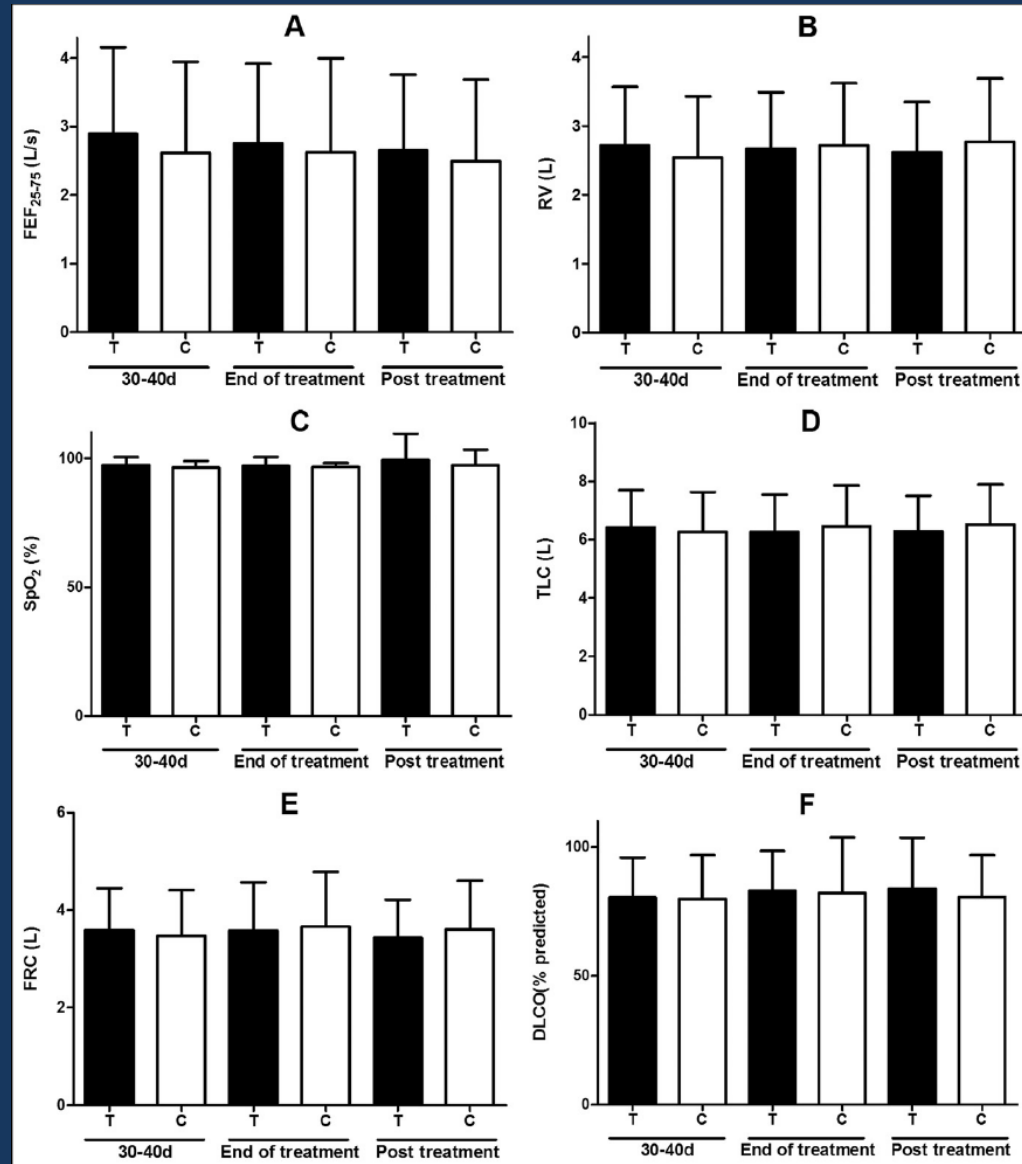 A
FEF25-75 (L/s)
4
3
2
1
0
T C T C T C
30-40d End of treatment Post treatment
B
RV (L)
4
3
2
1
0
T C T C T C
30-40d End of treatment Post treatment
C
SpO2 (%)
100
50
0
T C T C T C
30-40d End of treatment Post treatment
D
TLC (L)
10
8
6
4
2
0
T C T C T C
30-40d End of treatment Post treatment
E
FRC (L)
6
4
2
0
T C T C T C
30-40d End of treatment Post treatment
F
DLCO(% predicted)
100
50
0
T C T C T C
30-40d End of treatment Post treatment